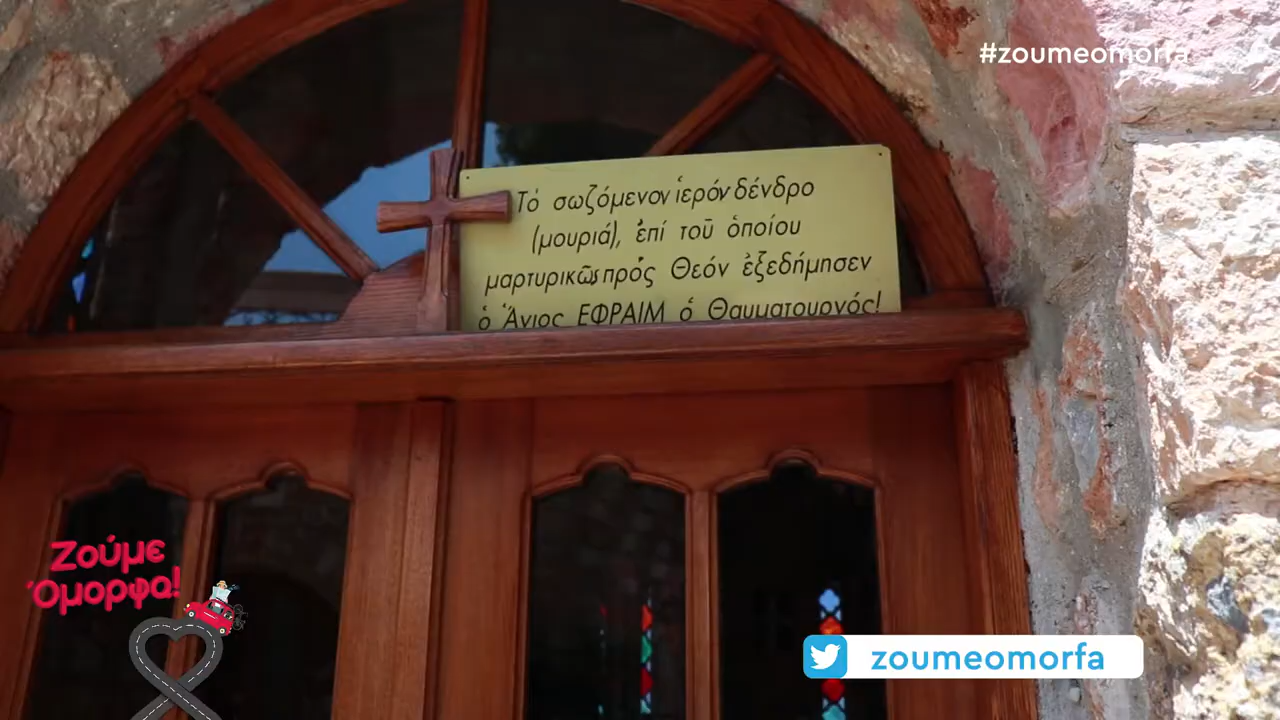 #zoumeomorfa
Τό σωζόμενον ἱερόν δένδρο
(μουριά), ἐπί τοῦ ὁποίου
μαρτυρικῶς πρός Θεόν ἐξεδήμησεν
ὁ Ἅγιος ΕΦΡΑΙΜ ὁ Θαυματουργός!
Ζούμε
Όμορφα!
zoumeomorfa